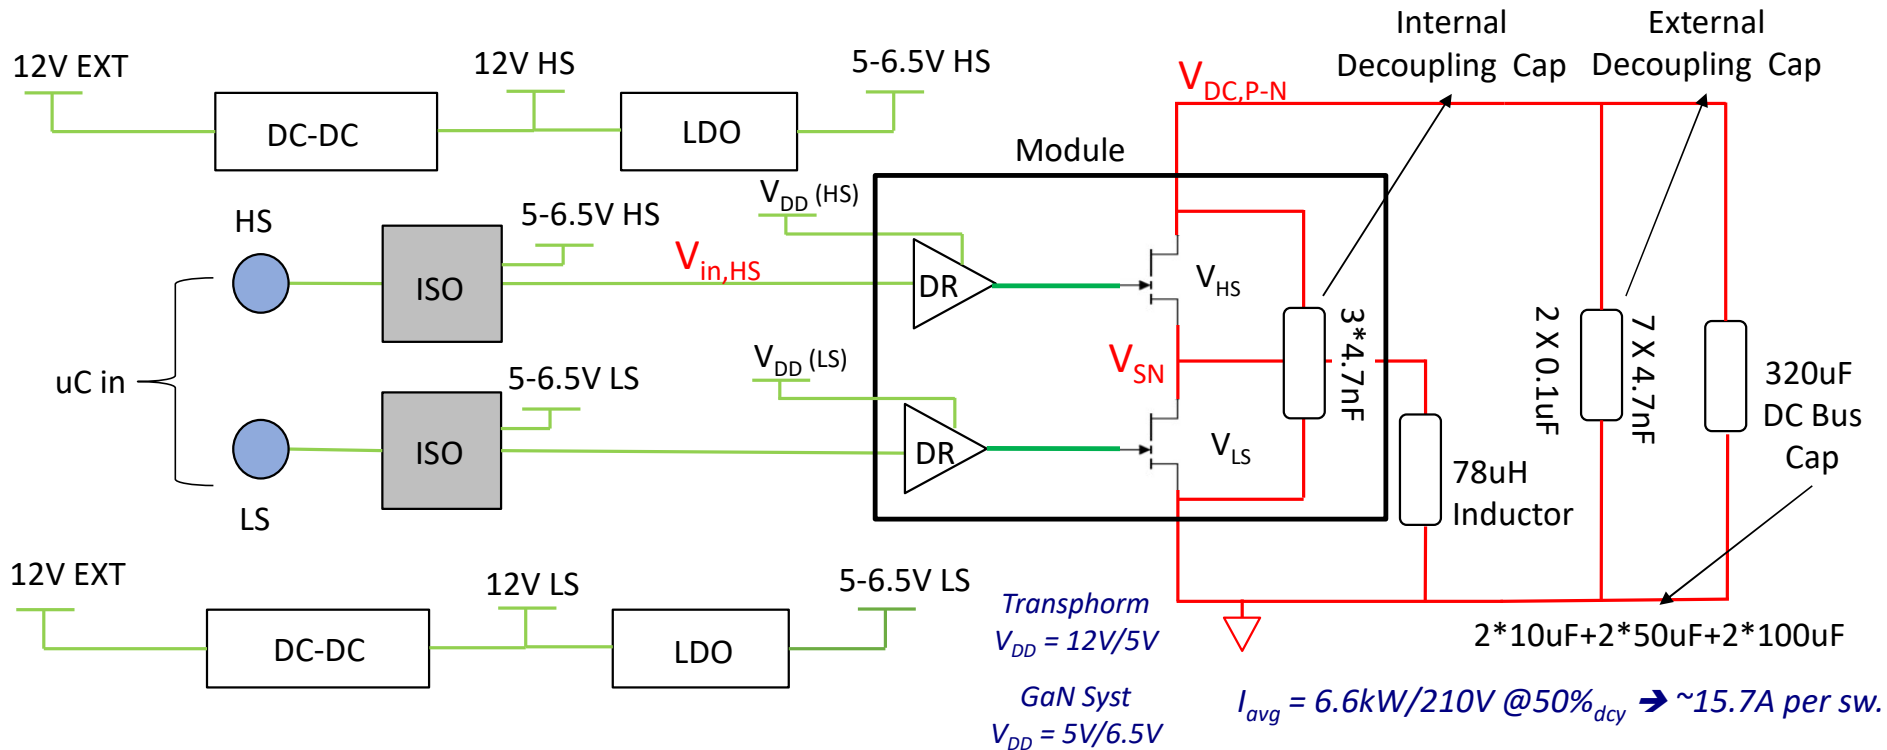 12V EXT
DC-DC
12V HS
LDO
5-6.5V HS
Internal
Decoupling Cap
External
Decoupling Cap
V_DC,P-N
Module
HS
ISO
5-6.5V HS
V_in,HS
V_DD (HS)
DR
V_HS
uC in
V_SN
3*4.7nF
2 X 0.1uF
7 X 4.7nF
320uF
DC Bus
Cap
LS
ISO
5-6.5V LS
V_DD (LS)
DR
V_LS
78uH
Inductor
12V EXT
DC-DC
12V LS
LDO
5-6.5V LS
Transphorm
V_DD = 12V/5V
GaN Syst
V_DD = 5V/6.5V
2*10uF+2*50uF+2*100uF
I_avg = 6.6kW/210V @50%_dcy ➔ ~15.7A per sw.